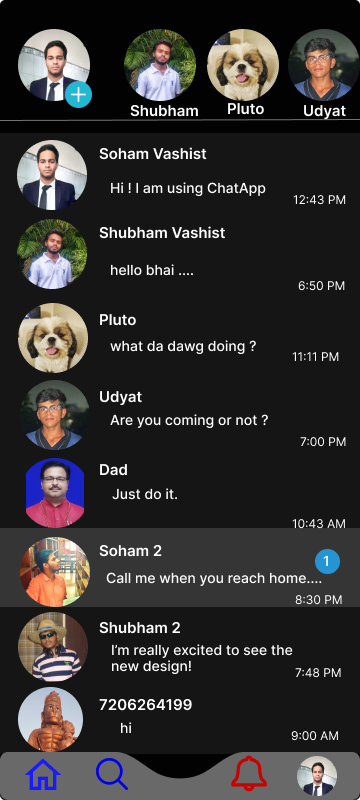 Shubham
Pluto
Udyat
Soham Vashist
Hi ! I am using ChatApp
12:43 PM
Shubham Vashist
hello bhai ....
6:50 PM
Pluto
what da dawg doing ?
11:11 PM
Udyat
Are you coming or not ?
7:00 PM
Dad
Just do it.
10:43 AM
Soham 2
1
Call me when you reach home....
8:30 PM
Shubham 2
I'm really excited to see the
new design!
7:48 PM
7206264199
hi
9:00 AM